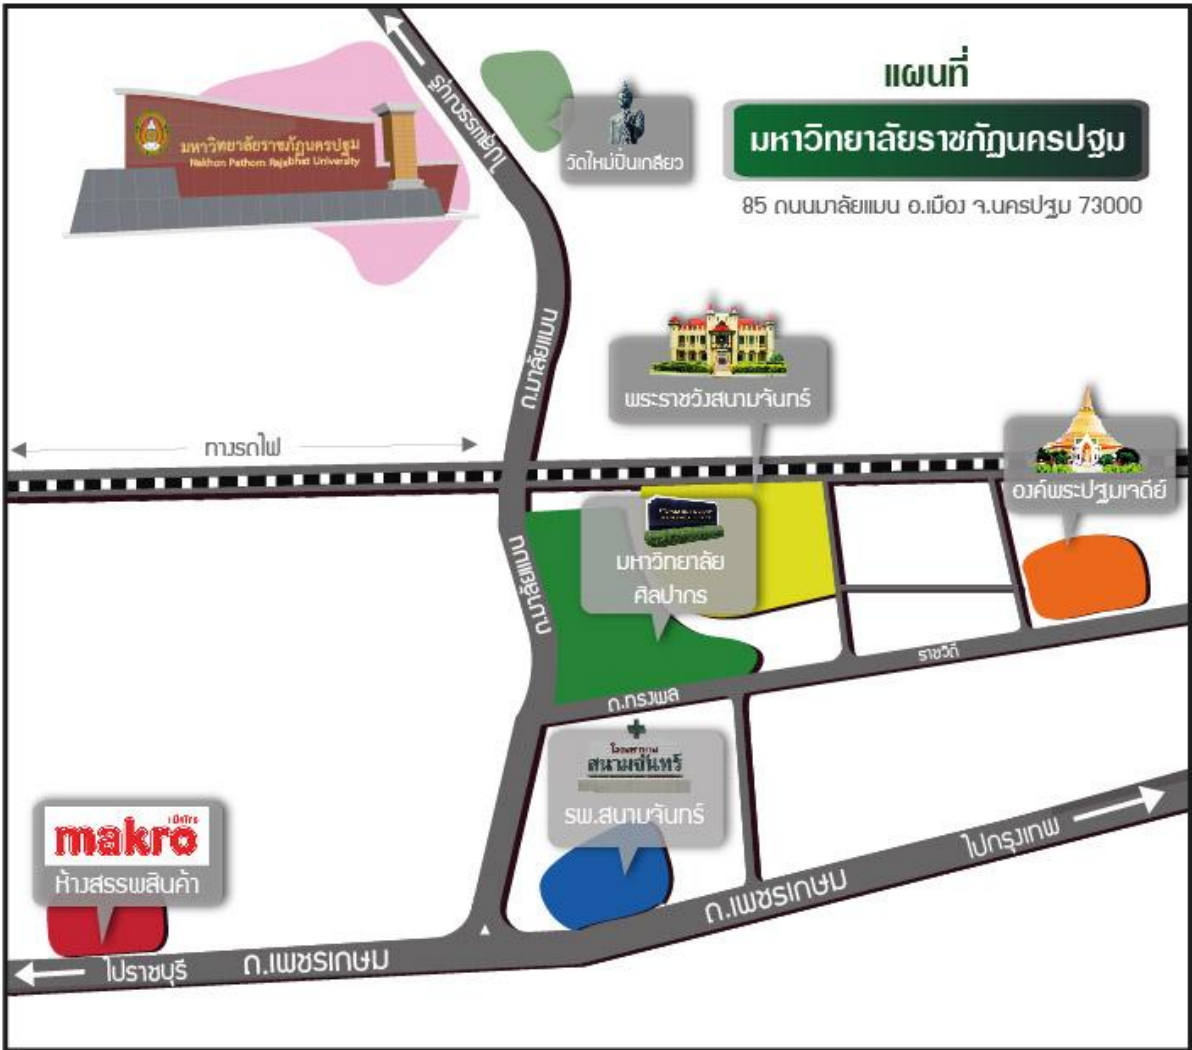 แผนที่
มหาวิทยาลัยราชภัฏนครปฐม
85 ถนนมาลัยแมน อ.เมือง จ.นครปฐม 73000
มหาวิทยาลัยราชภัฏนครปฐม
Nakhon Pathom Rajabhat University
ไปสุพรรณบุรี
วัดใหม่ปิ่นเกลียว
ถ.มาลัยแมน
พระราชวังสนามจันทร์
ทางรถไฟ
องค์พระปฐมเจดีย์
มหาวิทยาลัย
ศิลปากร
ถ.มาลัยแมน
ราชวิถี
ถ.ทรงพล
โรงพยาบาล
สนามจันทร์
รพ.สนามจันทร์
makro
ห้างสรรพสินค้า
ไปกรุงเทพ
ถ.เพชรเกษม
ถ.เพชรเกษม
ไปราชบุรี